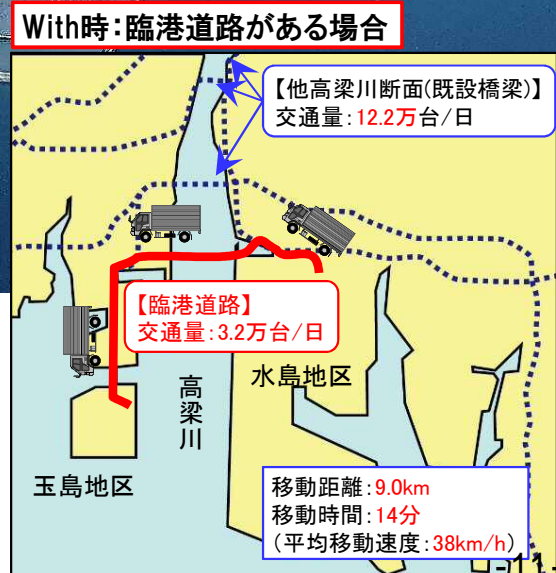 With時:臨港道路がある場合
【他高梁川断面(既設橋梁)】
交通量:12.2万台/日
【臨港道路】
交通量:3.2万台/日
高梁川
水島地区
玉島地区
移動距離:9.0km
移動時間:14分
(平均移動速度:38km/h)
-11-